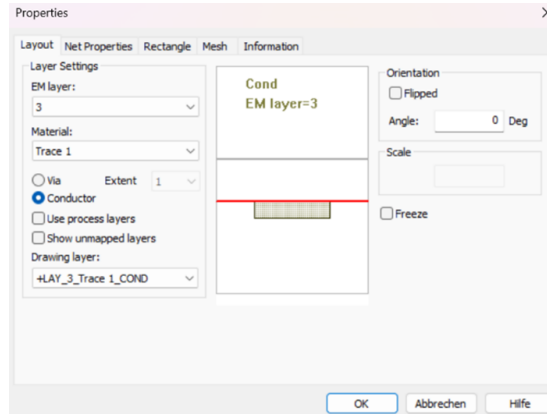 Properties
Layout Net Properties Rectangle Mesh Information
Layer Settings
EM layer:
3
Material:
Trace 1
Via Extent 1
Conductor
Use process layers
Show unmapped layers
Drawing layer:
+LAY_3_Trace 1_COND
Cond
EM layer=3
Orientation
Flipped
Angle: 0 Deg
Scale
Freeze
OK Abbrechen Hilfe